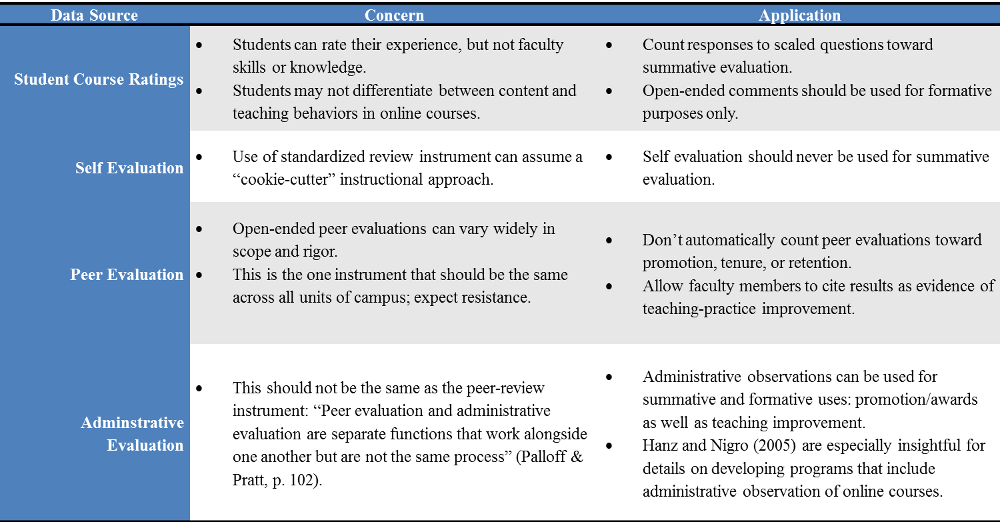 Data Source Concern Application
Student Course Ratings
• Students can rate their experience, but not faculty
skills or knowledge.
• Students may not differentiate between content and
teaching behaviors in online courses.
• Count responses to scaled questions toward
summative evaluation.
• Open-ended comments should be used for formative
purposes only.
Self Evaluation
• Use of standardized review instrument can assume a
“cookie-cutter” instructional approach.
• Self evaluation should never be used for summative
evaluation.
Peer Evaluation
• Open-ended peer evaluations can vary widely in
scope and rigor.
• This is the one instrument that should be the same
across all units of campus; expect resistance.
• Don’t automatically count peer evaluations toward
promotion, tenure, or retention.
• Allow faculty members to cite results as evidence of
teaching-practice improvement.
Adminstrative
Evaluation
• This should not be the same as the peer-review
instrument: “Peer evaluation and administrative
evaluation are separate functions that work alongside
one another but are not the same process” (Palloff &
Pratt, p. 102).
• Administrative observations can be used for
summative and formative uses: promotion/awards
as well as teaching improvement.
• Hanz and Nigro (2005) are especially insightful for
details on developing programs that include
administrative observation of online courses.